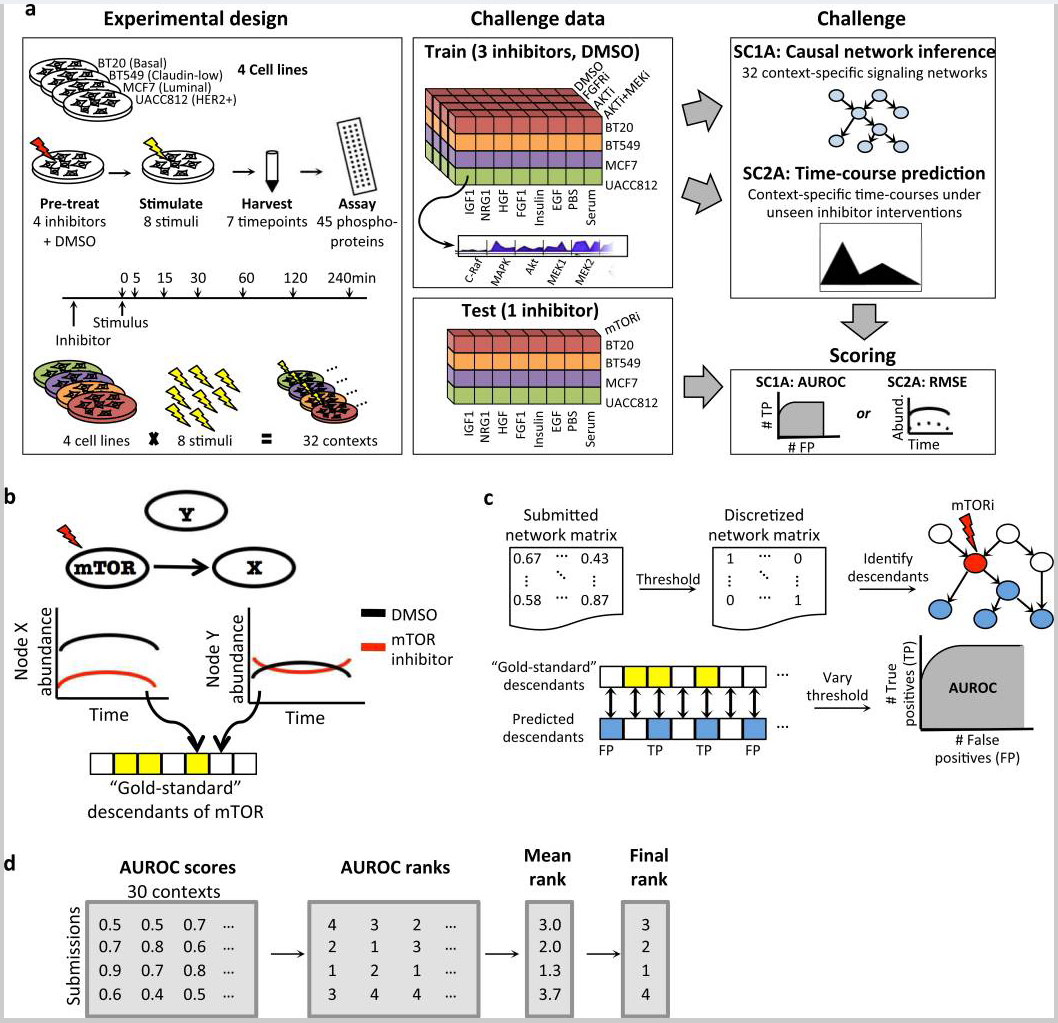 a
Experimental design
BT20 (Basal)
BT549 (Claudin-low)
MCF7 (Luminal)
UACC812 (HER2+)
4 Cell lines
Pre-treat
4 inhibitors
+ DMSO
Stimulate
8 stimuli
Harvest
7 timepoints
Assay
45 phospho-
proteins
0 5 15 30 60 120 240min
Stimulus
Inhibitor
4 cell lines x 8 stimuli = 32 contexts
Challenge data
Train (3 inhibitors, DMSO)
DMSO
FGFRi
AKTi
AKTi+MEKi
BT20
BT549
MCF7
UACC812
IGF1
NRG1
HGF
FGF1
Insulin
EGF
PBS
Serum
C-Raf
MAPK
Akt
MEK1
MEK2
Test (1 inhibitor)
mTORi
BT20
BT549
MCF7
UACC812
IGF1
NRG1
HGF
FGF1
Insulin
EGF
PBS
Serum
Challenge
SC1A: Causal network inference
32 context-specific signaling networks
SC2A: Time-course prediction
Context-specific time-courses under
unseen inhibitor interventions
Scoring
SC1A: AUROC
# TP
# FP
or
SC2A: RMSE
Abund.
Time
b
Y
mTOR
X
Node X
abundance
Time
Node Y
abundance
Time
DMSO
mTOR
inhibitor
“Gold-standard”
descendants of mTOR
c
Submitted
network matrix
0.67 ... 0.43
⋮ ⋱ ⋮
0.58 ... 0.87
Threshold
Discretized
network matrix
1 ... 0
⋮ ⋱ ⋮
0 ... 1
Identify
descendants
mTORi
“Gold-standard”
descendants
...
Predicted
descendants
...
FP TP TP FP
Vary
threshold
# True
positives (TP)
AUROC
# False
positives (FP)
d
AUROC scores
30 contexts
Submissions
0.5 0.5 0.7 ...
0.7 0.8 0.6 ...
0.9 0.7 0.8 ...
0.6 0.4 0.5 ...
AUROC ranks
4 3 2 ...
2 1 3 ...
1 2 1 ...
3 4 4 ...
Mean
rank
3.0
2.0
1.3
3.7
Final
rank
3
2
1
4